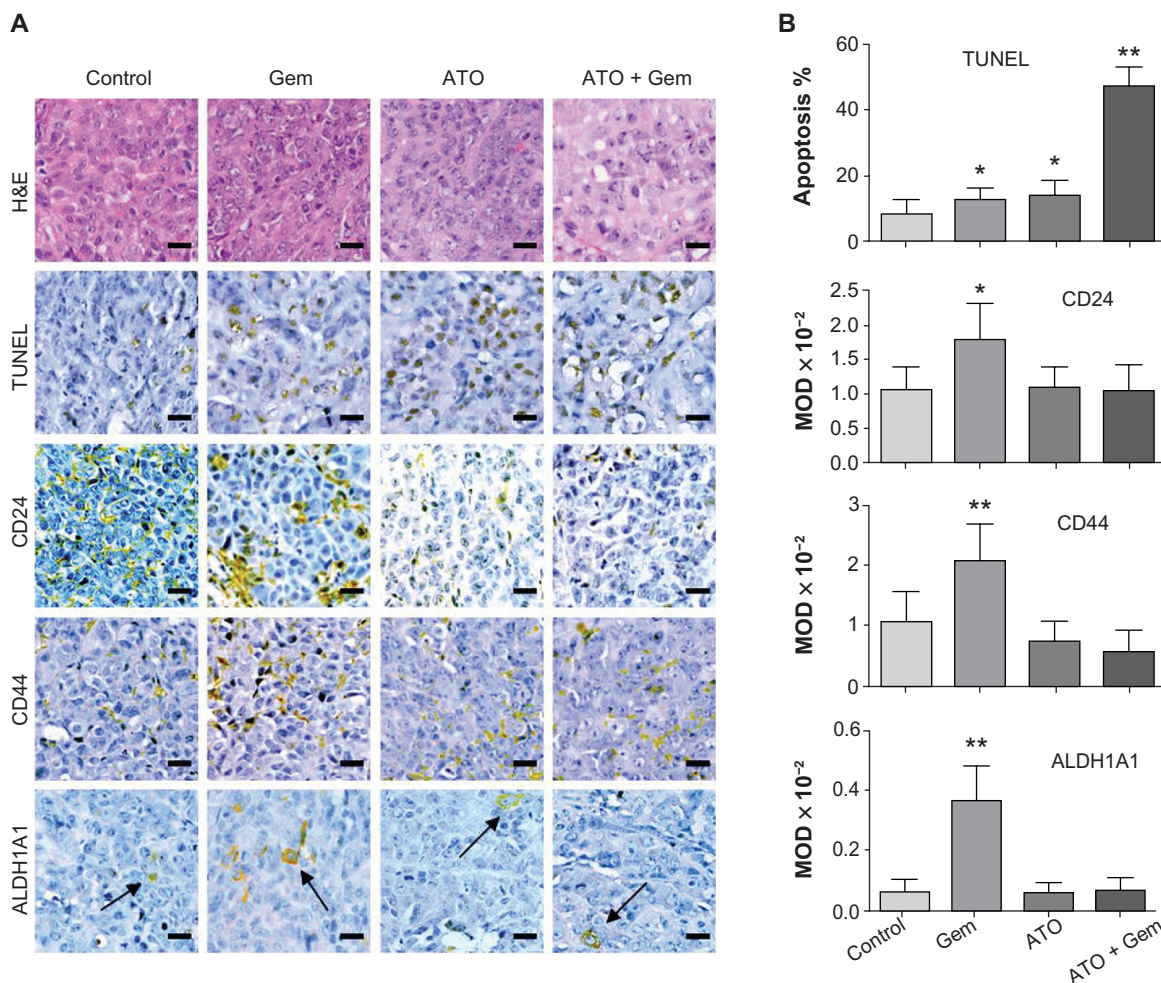 A
Control Gem ATO ATO + Gem
H&E
TUNEL
CD24
CD44
ALDH1A1
B
TUNEL
Apoptosis %
60
40
20
0
*
*
**
CD24
MOD × 10⁻²
2.5
2.0
1.5
1.0
0.5
0.0
*
CD44
MOD × 10⁻²
3
2
1
0
**
ALDH1A1
MOD × 10⁻²
0.6
0.4
0.2
0.0
**
Control Gem ATO ATO + Gem